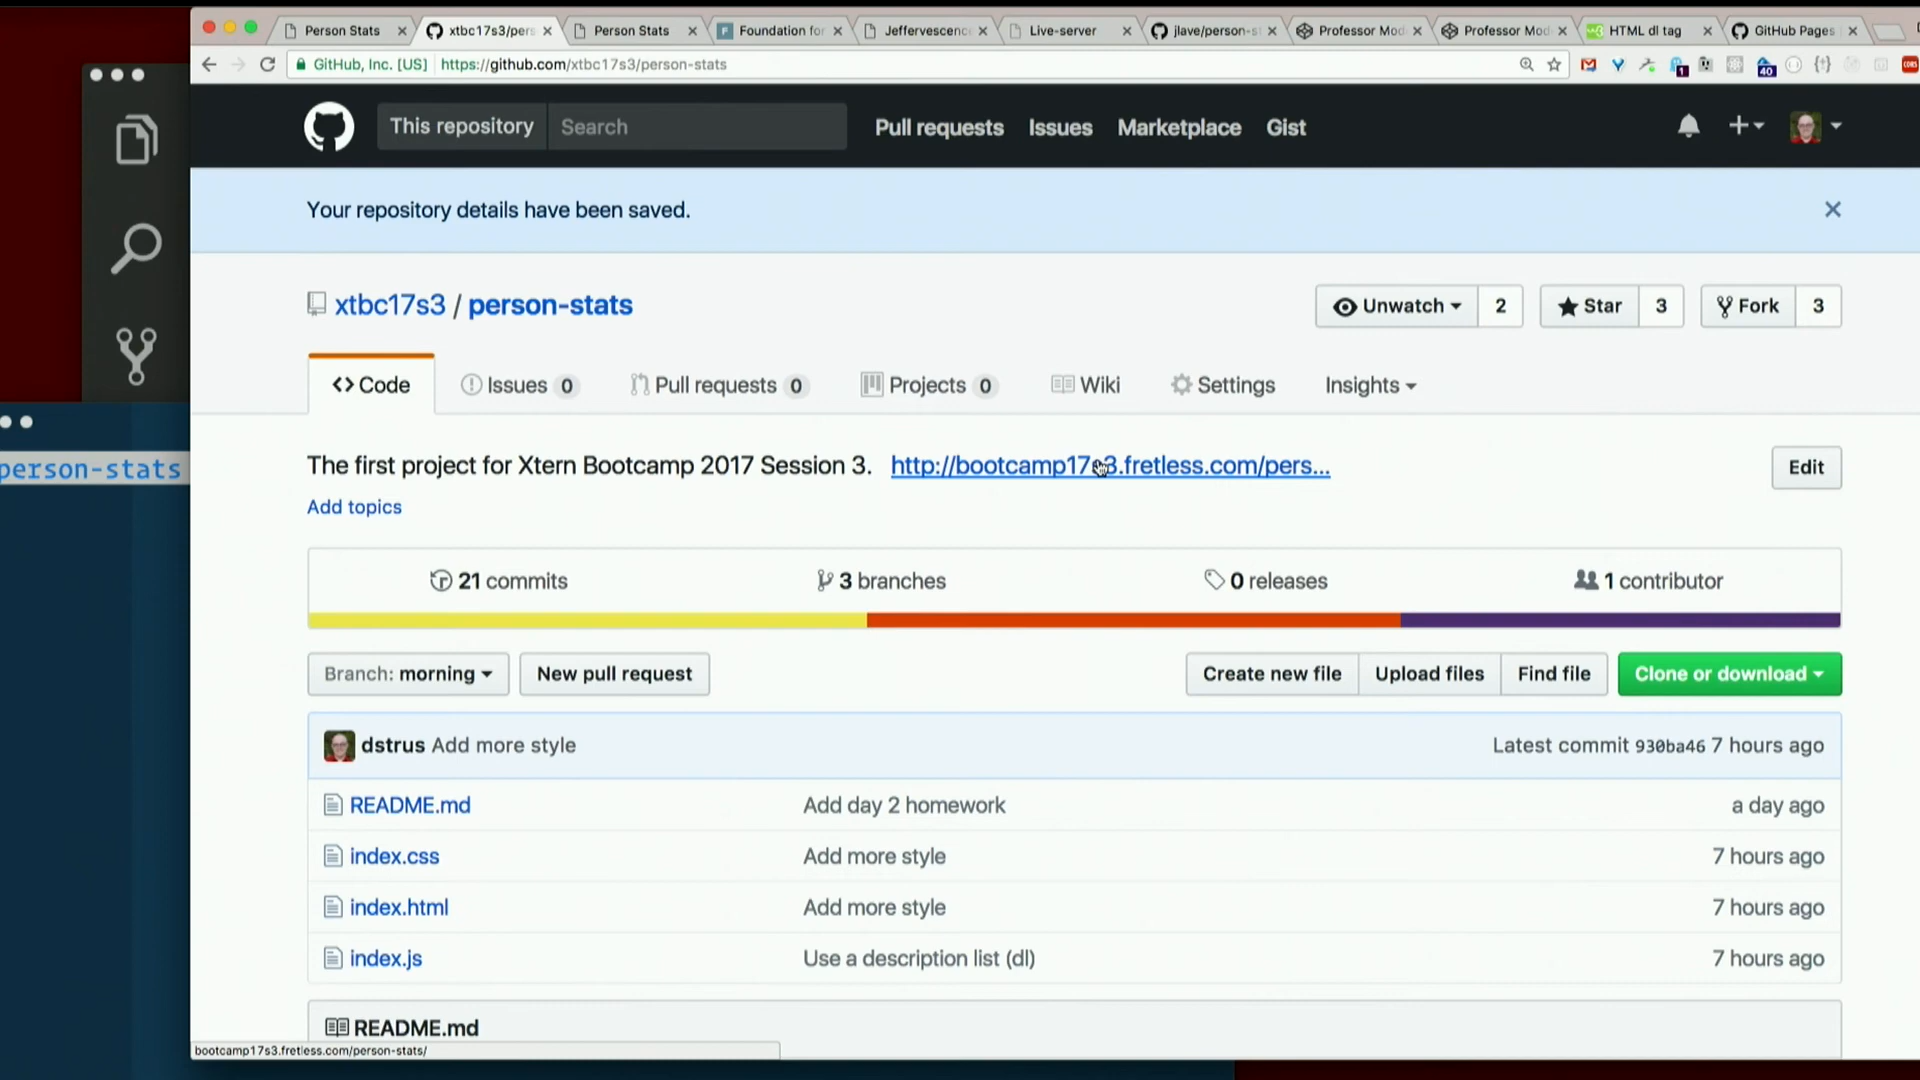 Person Stats
xtbc17s3/pers
Person Stats
Foundation for
Jeffervescence
Live-server
jlave/person-s
Professor Mod
Professor Mod
HTML dl tag
GitHub Pages
GitHub, Inc. [US]
https://github.com/xtbc17s3/person-stats
1
40
CORS
This repository
Search
Pull requests
Issues
Marketplace
Gist
Your repository details have been saved.
xtbc17s3 / person-stats
Unwatch
2
Star
3
Fork
3
Code
Issues 0
Pull requests 0
Projects 0
Wiki
Settings
Insights
person-stats
The first project for Xtern Bootcamp 2017 Session 3.
http://bootcamp17s3.fretless.com/pers...
Edit
Add topics
21 commits
3 branches
0 releases
1 contributor
Branch: morning
New pull request
Create new file
Upload files
Find file
Clone or download
dstrus Add more style
Latest commit 930ba46 7 hours ago
README.md
Add day 2 homework
a day ago
index.css
Add more style
7 hours ago
index.html
Add more style
7 hours ago
index.js
Use a description list (dl)
7 hours ago
README.md
bootcamp17s3.fretless.com/person-stats/